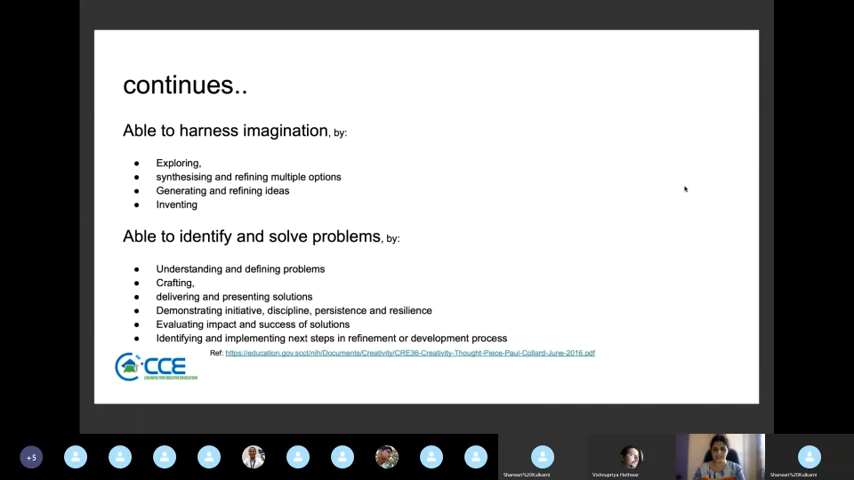 continues..
Able to harness imagination, by:
● Exploring,
● synthesising and refining multiple options
● Generating and refining ideas
● Inventing
Able to identify and solve problems, by:
● Understanding and defining problems
● Crafting,
● delivering and presenting solutions
● Demonstrating initiative, discipline, persistence and resilience
● Evaluating impact and success of solutions
● Identifying and implementing next steps in refinement or development process
Ref: https://education.gov.scot/nih/Documents/Creativity/CRE36-Creativity-Thought-Piece-Paul-Collard-June-2016.pdf
CCE
+5